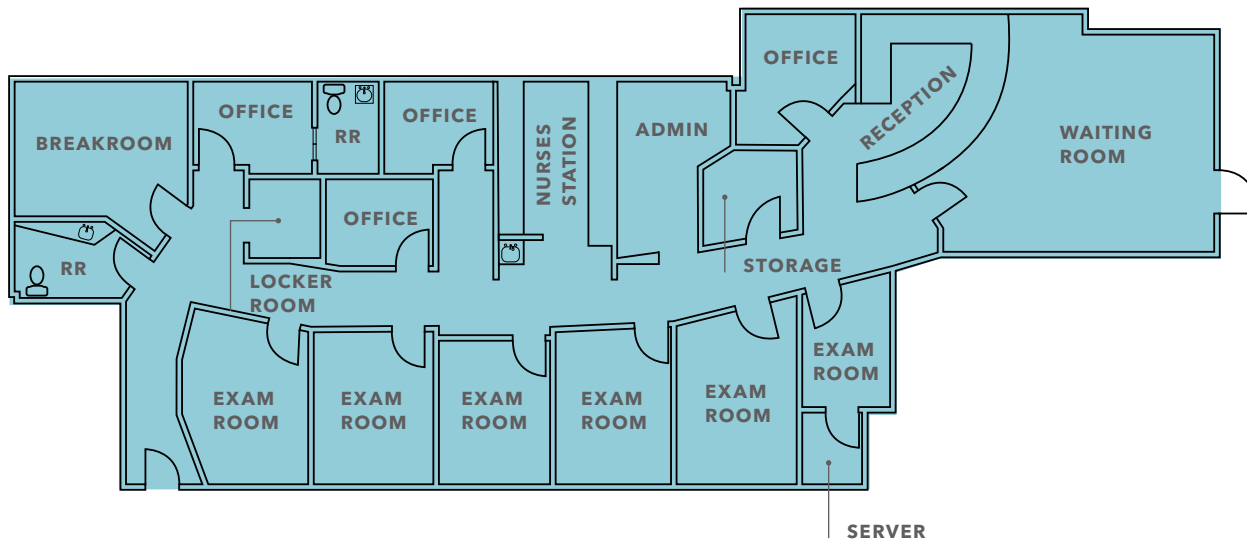 OFFICE
BREAKROOM
OFFICE
RR
OFFICE
NURSES
STATION
ADMIN
RECEPTION
WAITING
ROOM
OFFICE
RR
LOCKER
ROOM
STORAGE
EXAM
ROOM
EXAM
ROOM
EXAM
ROOM
EXAM
ROOM
EXAM
ROOM
EXAM
ROOM
SERVER